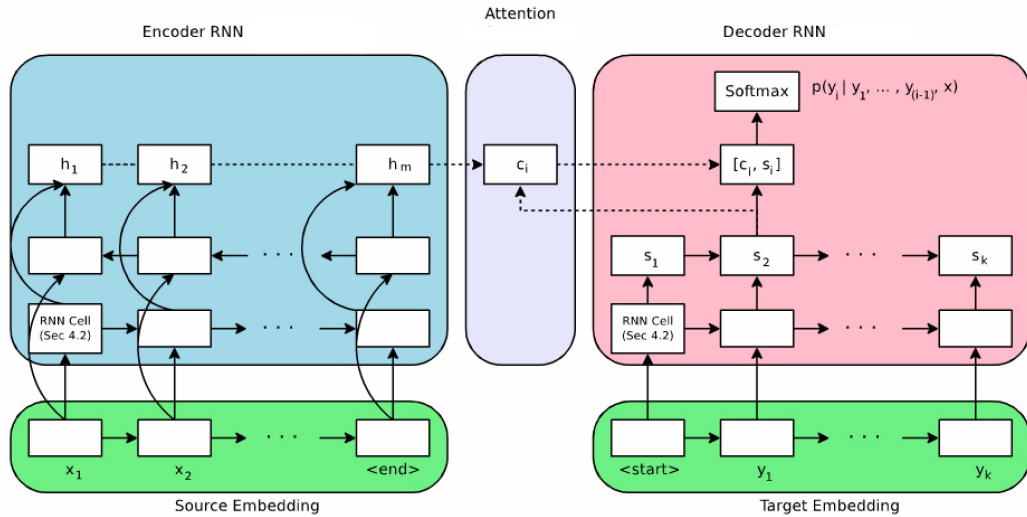 Attention
Encoder RNN
Decoder RNN
Softmax
p(y_i | y_1, ... , y_(i-1), x)
h_1
h_2
h_m
c_i
[c_i, s_i]
s_1
s_2
. . .
s_k
. . .
RNN Cell
(Sec 4.2)
. . .
RNN Cell
(Sec 4.2)
. . .
. . .
. . .
x_1
x_2
<end>
<start>
y_1
y_k
Source Embedding
Target Embedding